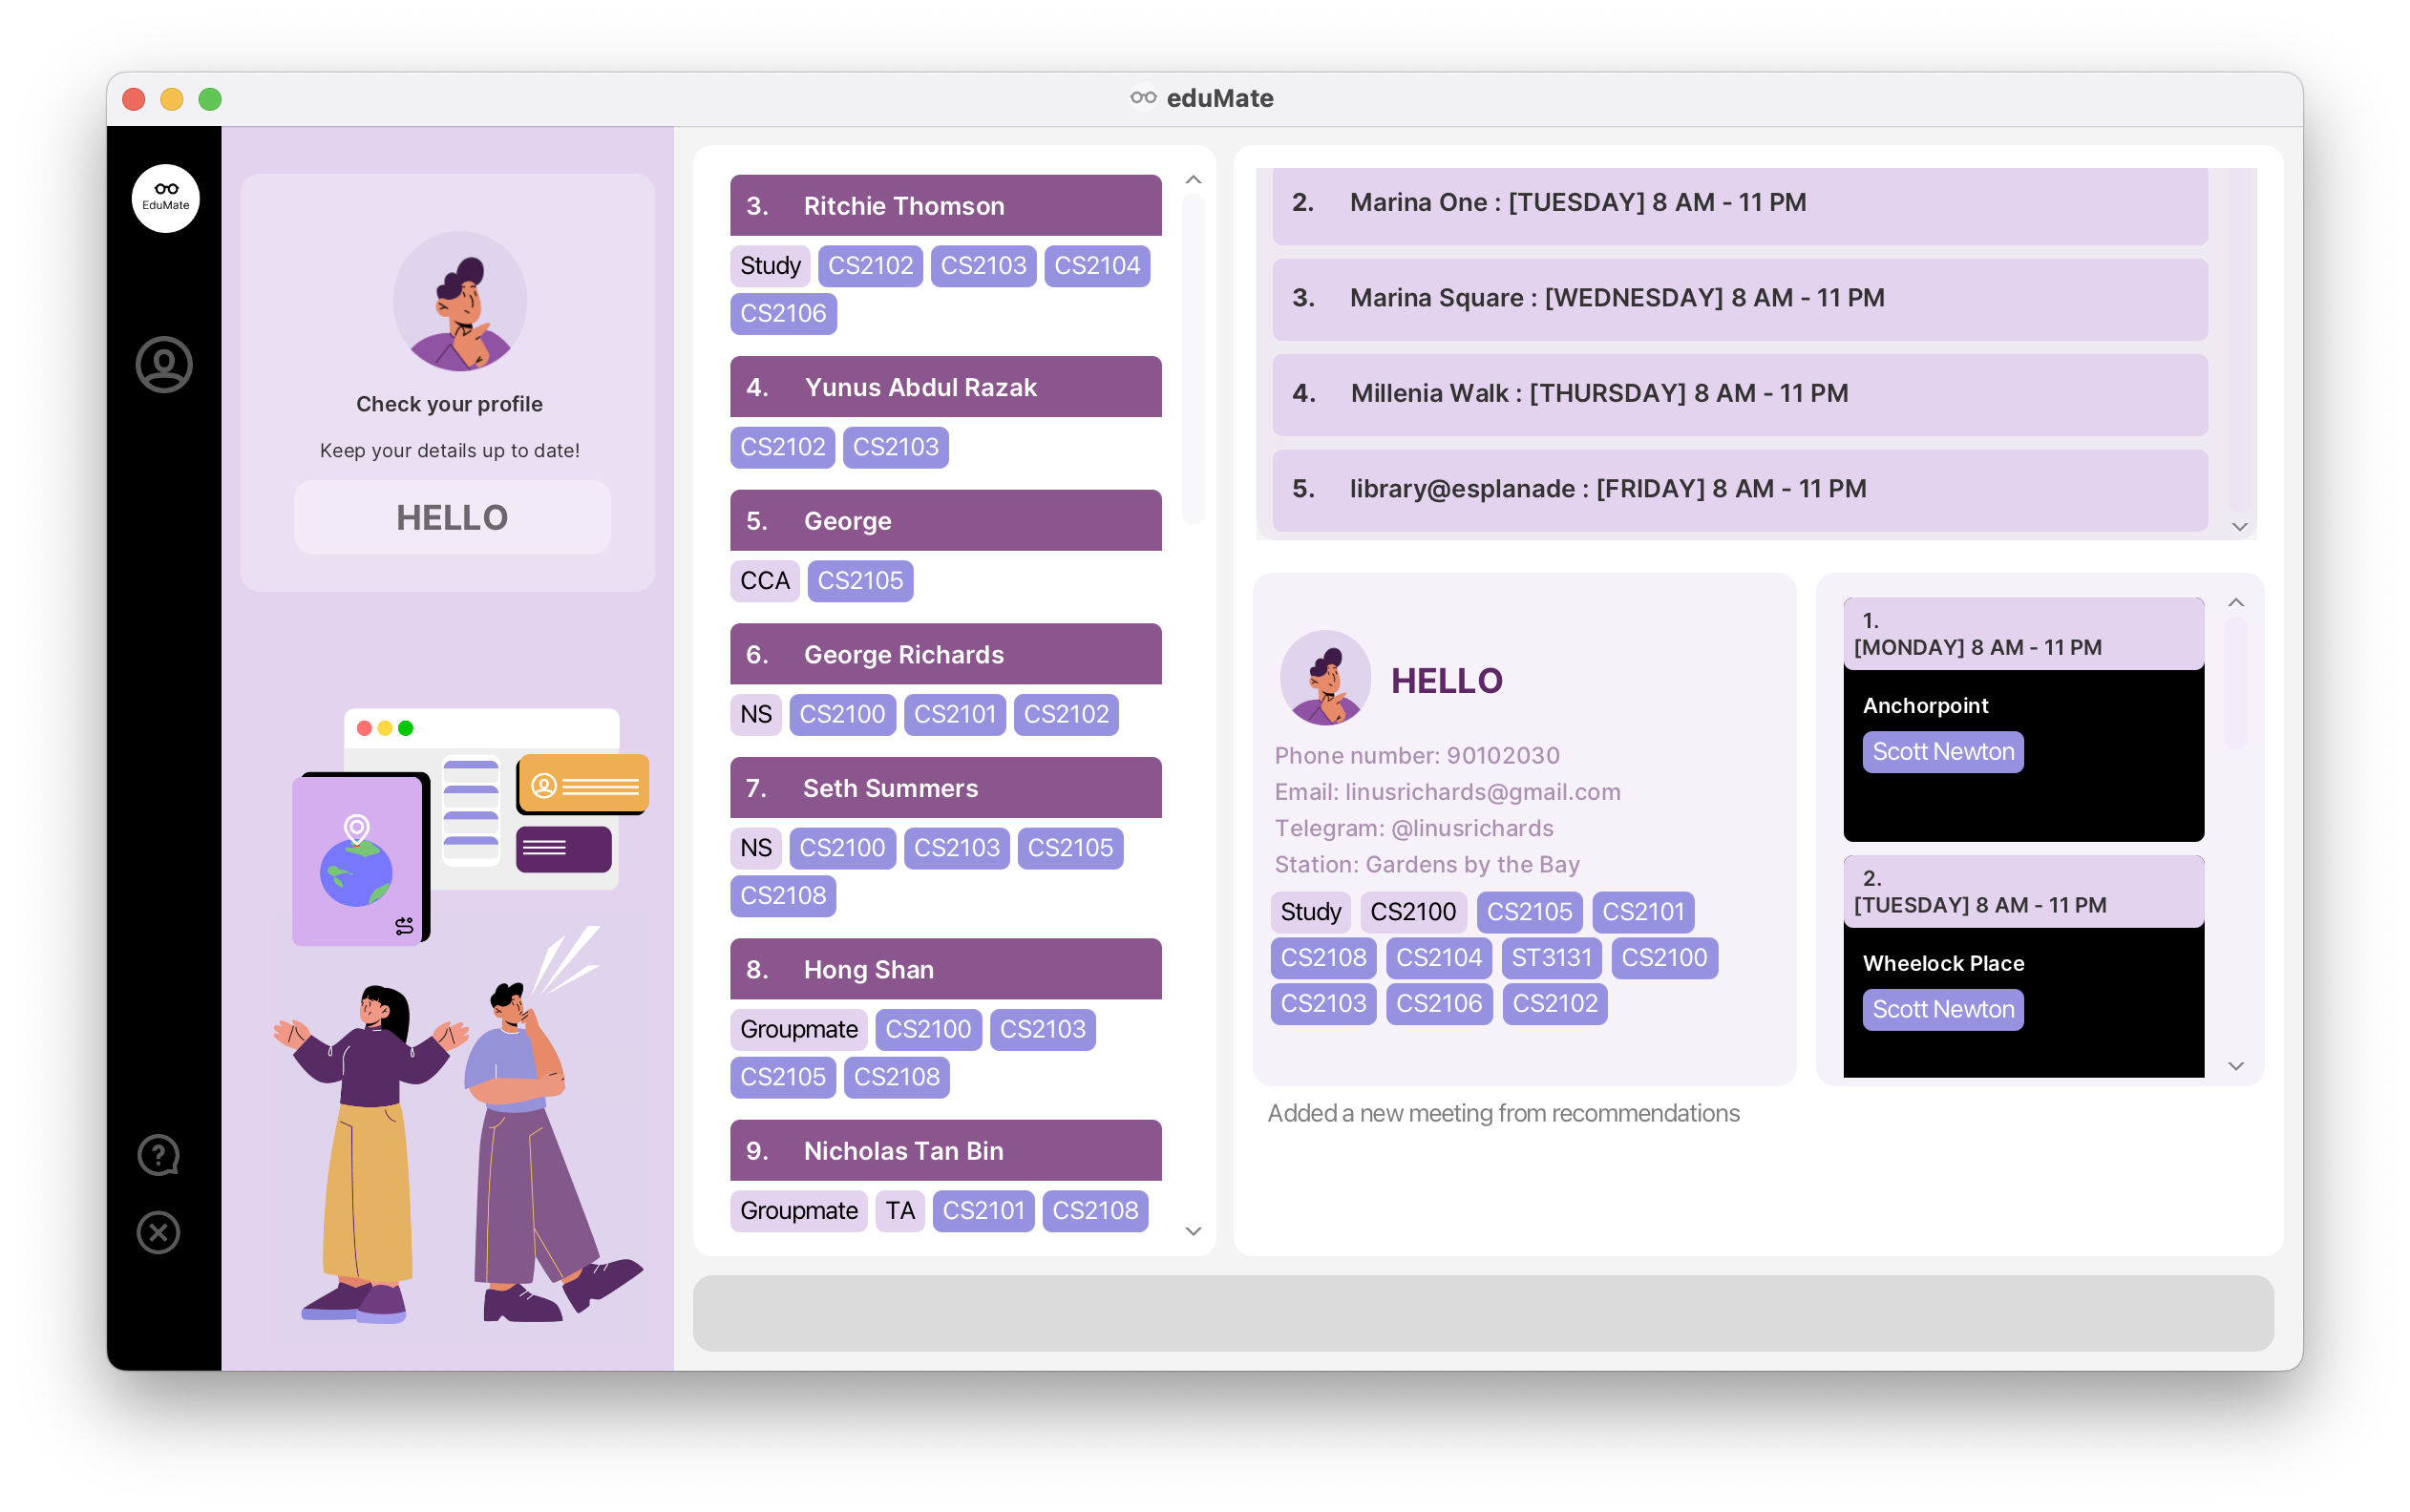 eduMate
EduMate
Check your profile
Keep your details up to date!
HELLO
3. Ritchie Thomson
Study CS2102 CS2103 CS2104
CS2106
4. Yunus Abdul Razak
CS2102 CS2103
5. George
CCA CS2105
6. George Richards
NS CS2100 CS2101 CS2102
7. Seth Summers
NS CS2100 CS2103 CS2105
CS2108
8. Hong Shan
Groupmate CS2100 CS2103
CS2105 CS2108
9. Nicholas Tan Bin
Groupmate TA CS2101 CS2108
2. Marina One : [TUESDAY] 8 AM - 11 PM
3. Marina Square : [WEDNESDAY] 8 AM - 11 PM
4. Millenia Walk : [THURSDAY] 8 AM - 11 PM
5. library@esplanade : [FRIDAY] 8 AM - 11 PM
HELLO
Phone number: 90102030
Email: linusrichards@gmail.com
Telegram: @linusrichards
Station: Gardens by the Bay
Study CS2100 CS2105 CS2101
CS2108 CS2104 ST3131 CS2100
CS2103 CS2106 CS2102
1.
[MONDAY] 8 AM - 11 PM
Anchorpoint
Scott Newton
2.
[TUESDAY] 8 AM - 11 PM
Wheelock Place
Scott Newton
Added a new meeting from recommendations